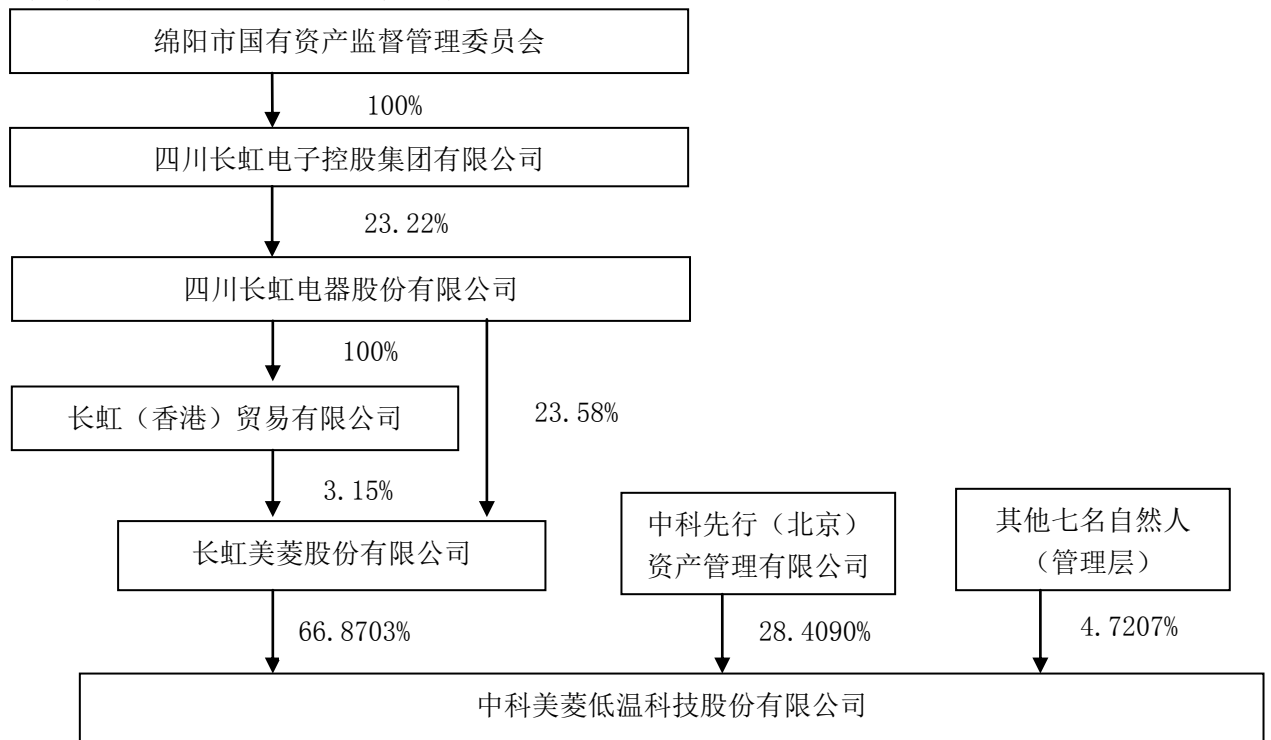 绵阳市国有资产监督管理委员会
100%
四川长虹电子控股集团有限公司
23.22%
四川长虹电器股份有限公司
100%
长虹（香港）贸易有限公司
23.58%
3.15%
长虹美菱股份有限公司
中科先行（北京）
资产管理有限公司
其他七名自然人
（管理层）
66.8703%
28.4090%
4.7207%
中科美菱低温科技股份有限公司